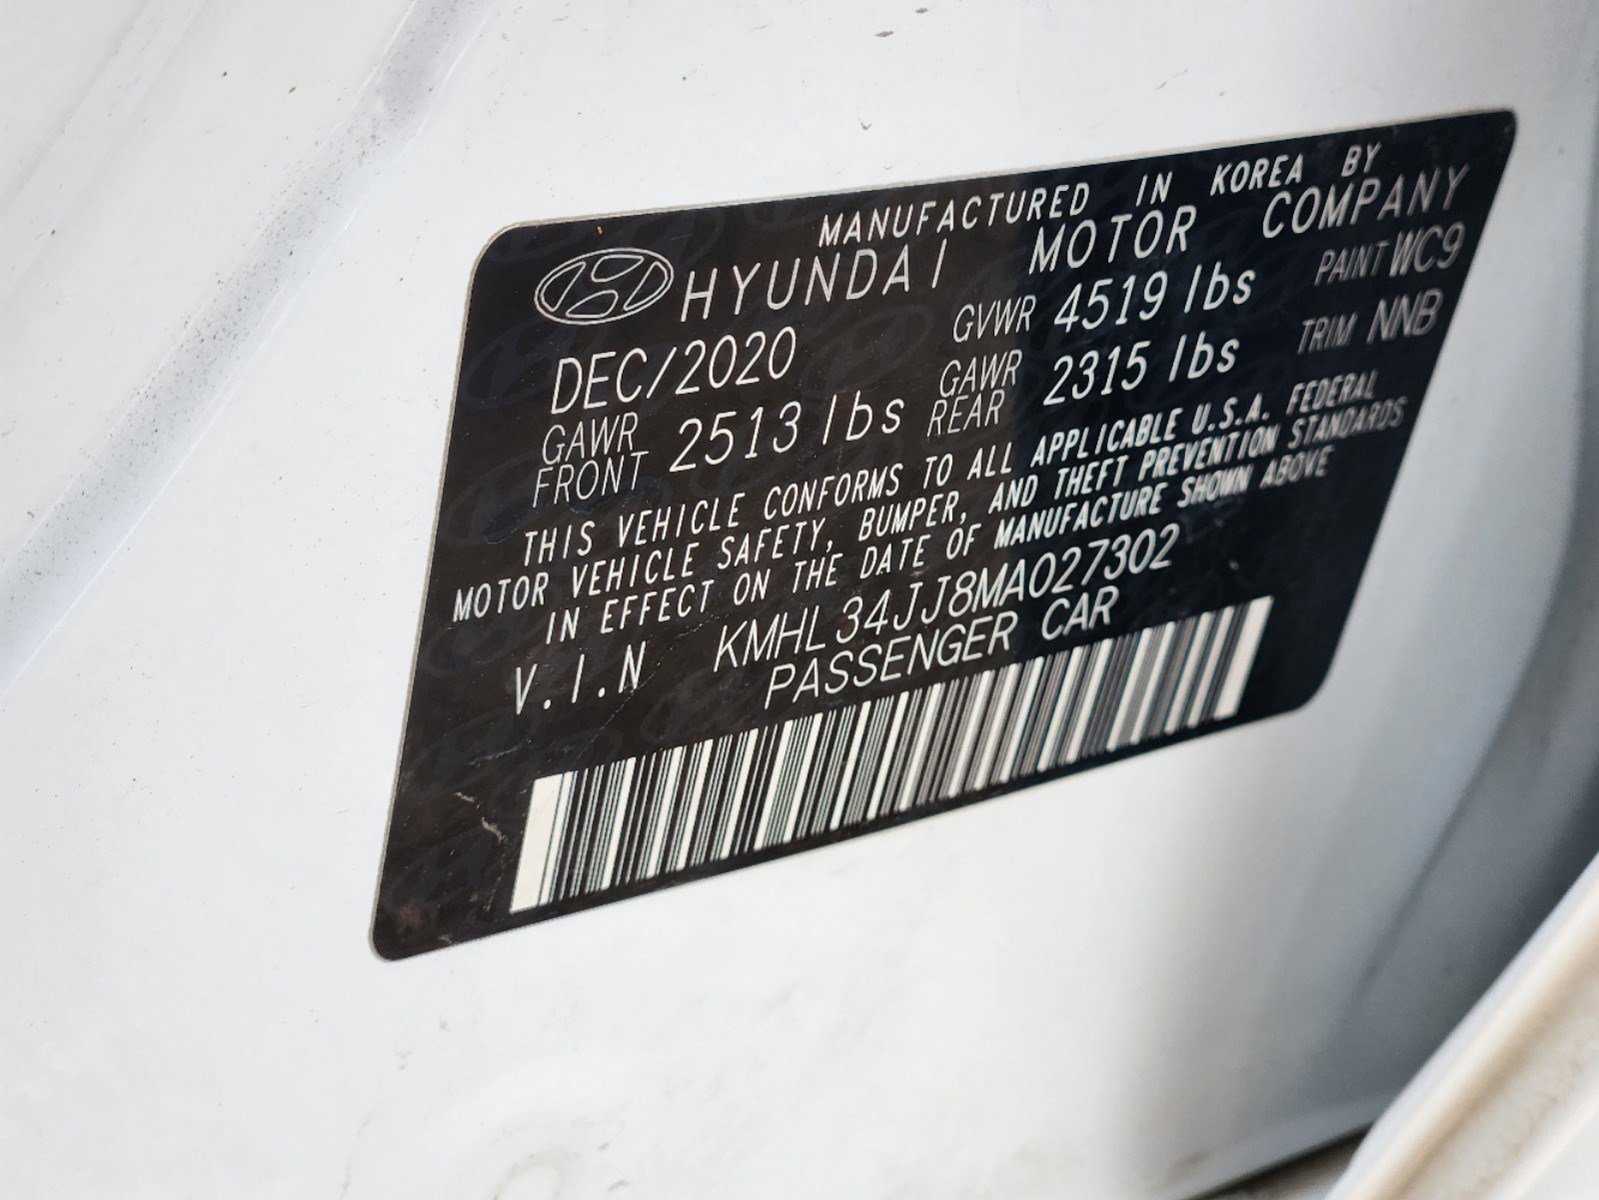 MANUFACTURED IN KOREA BY
HYUNDAI MOTOR COMPANY
DEC/2020 GVWR 4519 lbs PAINT WC9
GAWR FRONT 2513 lbs GAWR REAR 2315 lbs TRIM NNB
THIS VEHICLE CONFORMS TO ALL APPLICABLE U.S.A. FEDERAL
MOTOR VEHICLE SAFETY, BUMPER, AND THEFT PREVENTION STANDARDS
IN EFFECT ON THE DATE OF MANUFACTURE SHOWN ABOVE
V.I.N KMHL34JJ8MA027302
PASSENGER CAR